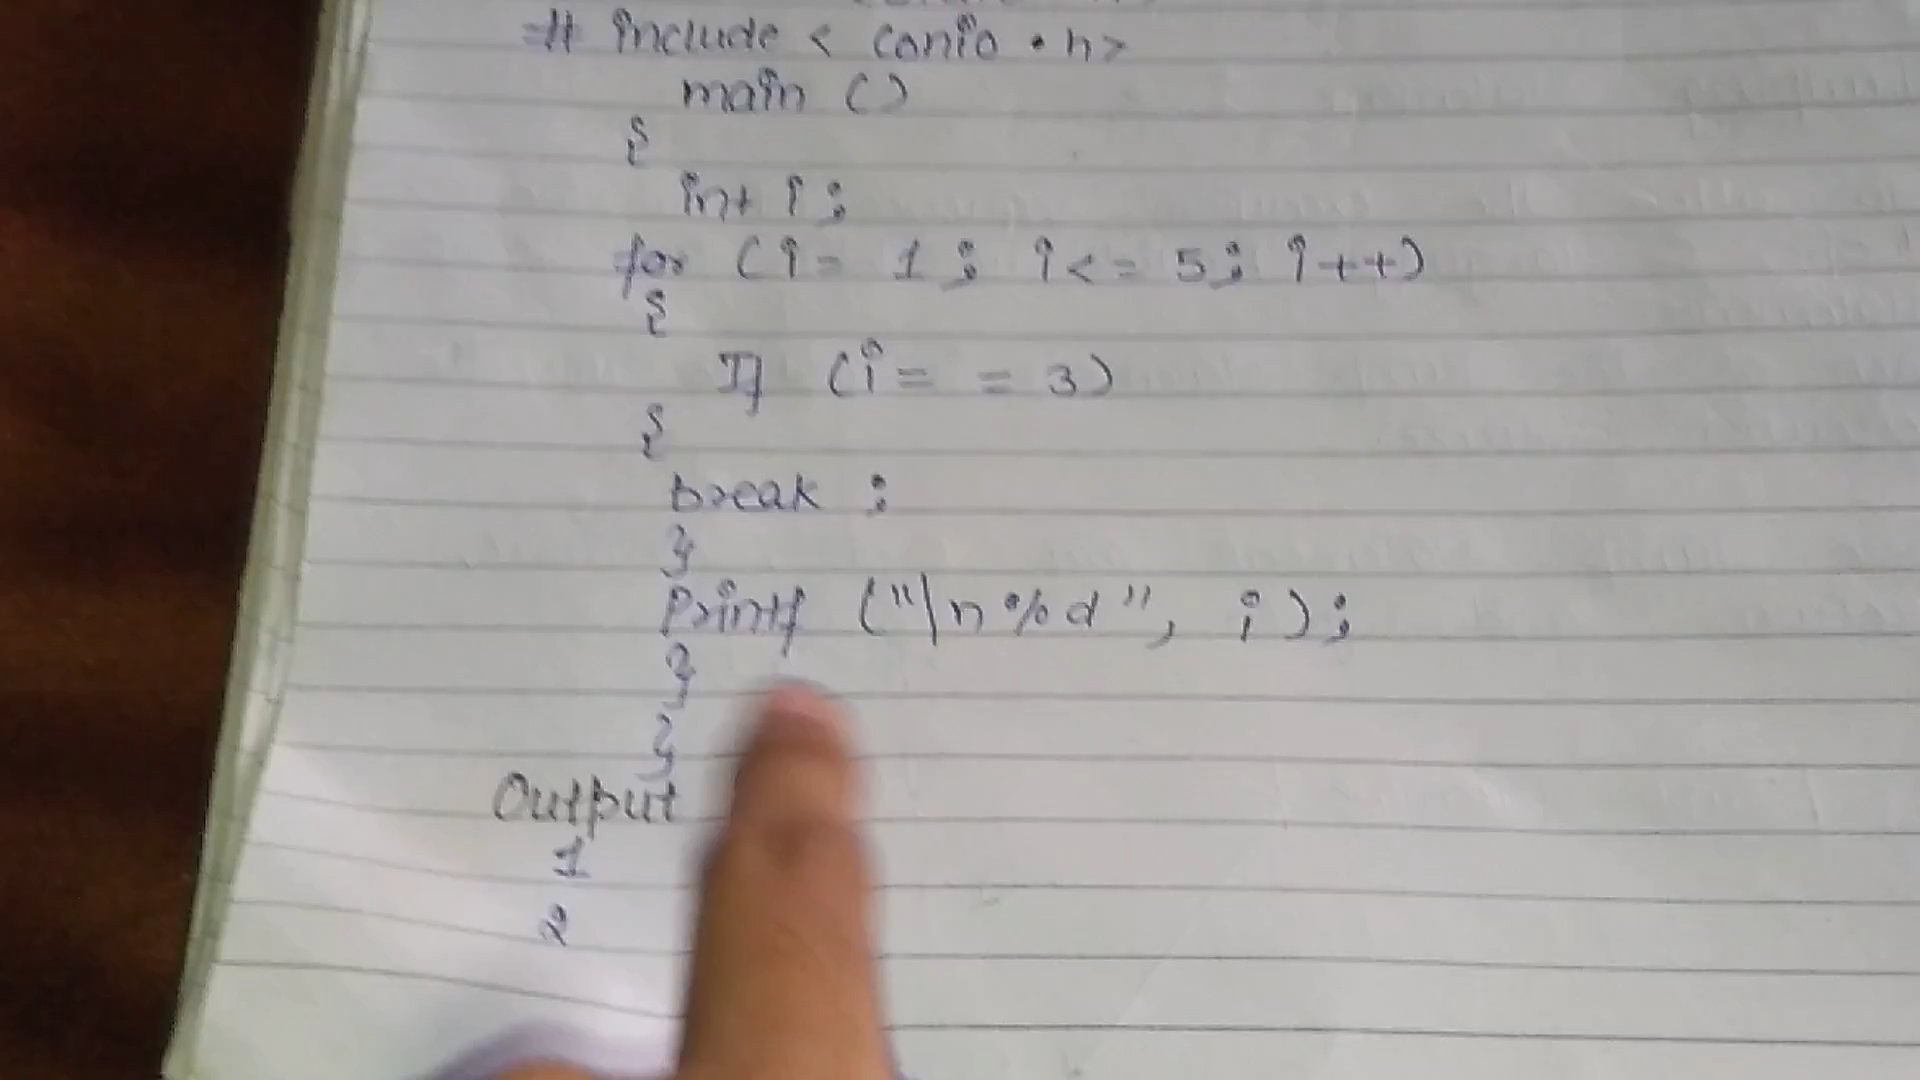 # include < conio . h>
main ()
{
int i ;
for ( i = 1 ; i < = 5 ; i + + )
{
If ( i = = 3 )
{
break ;
}
Printf ("\n%d", i ) ;
}
}
Output
1
2